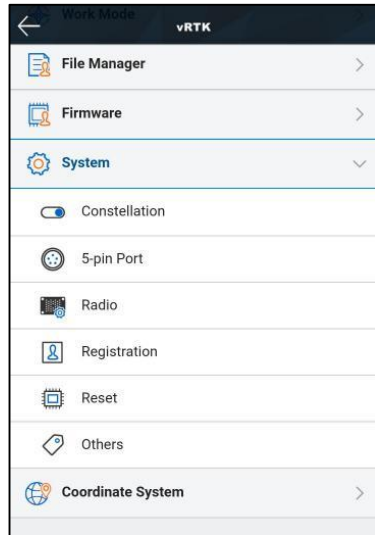 Work Mode
vRTK
File Manager
Firmware
System
Constellation
5-pin Port
Radio
Registration
Reset
Others
Coordinate System